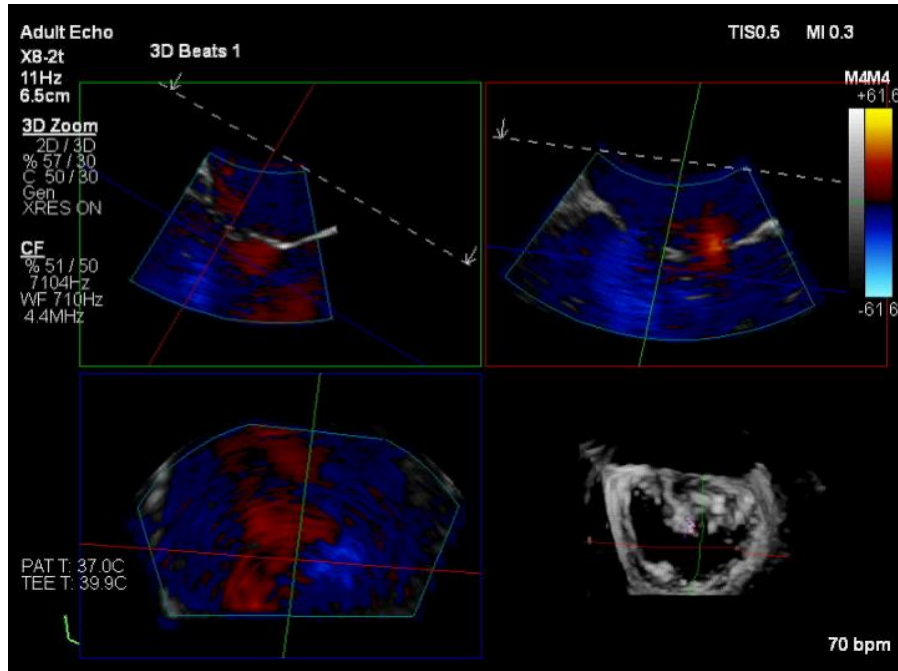 Adult Echo
X8-2t
11Hz
6.5cm
3D Beats 1
TIS0.5 MI 0.3
M4M4
+61.6
-61.6
3D Zoom
2D / 3D
% 57 / 30
C 50 / 30
Gen
XRES ON
CF
% 51 / 50
7104Hz
WF 710Hz
4.4MHz
PAT T: 37.0C
TEE T: 39.9C
70 bpm